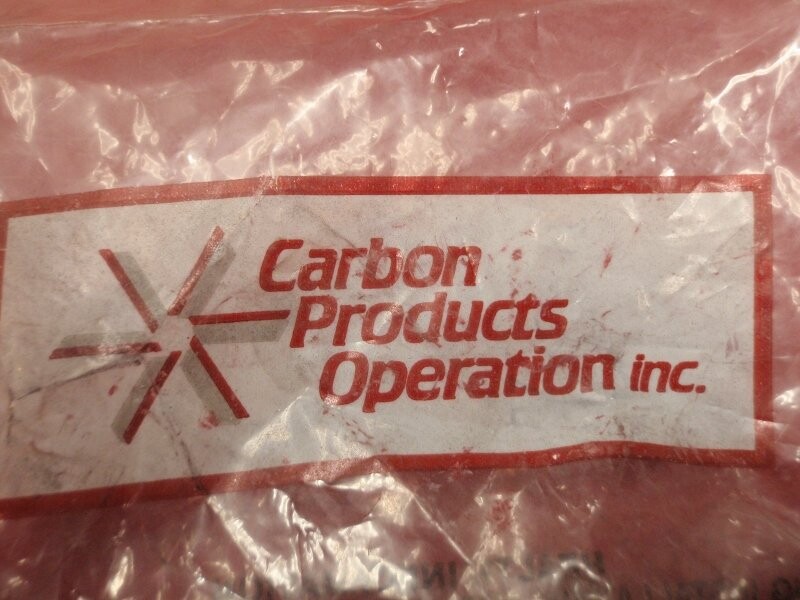 Carbon
Products
Operation inc.